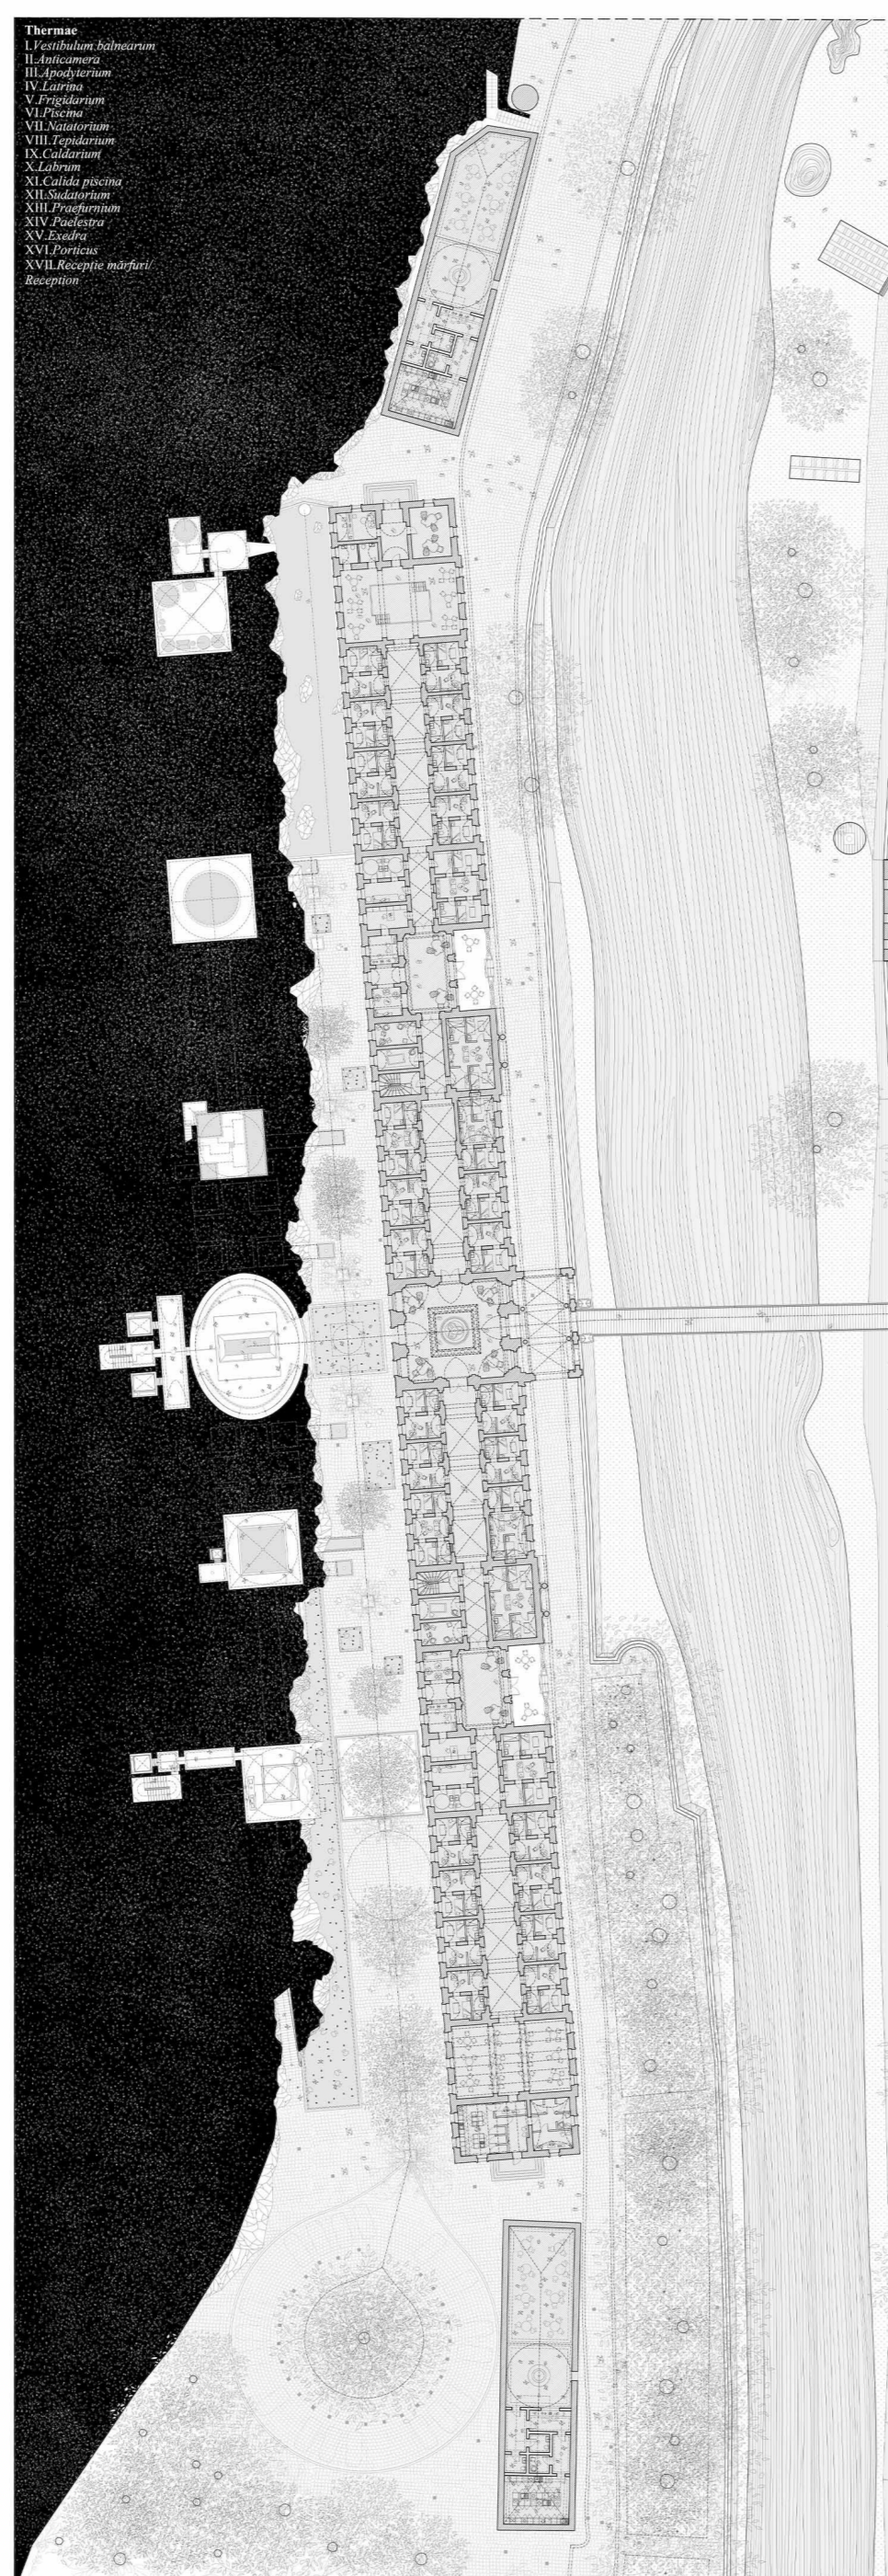 Thermae
I.Vestibulum balnearum
II.Anticamera
III.Apodyterium
IV.Latrina
V.Frigidarium
VI.Piscina
VII.Natatorium
VIII.Tepidarium
IX.Caldarium
X.Labrum
XI.Calida piscina
XII.Sudatorium
XIII.Praefurnium
XIV.Paelestra
XV.Exedra
XVI.Porticus
XVII.Recepție mărfuri/
Reception